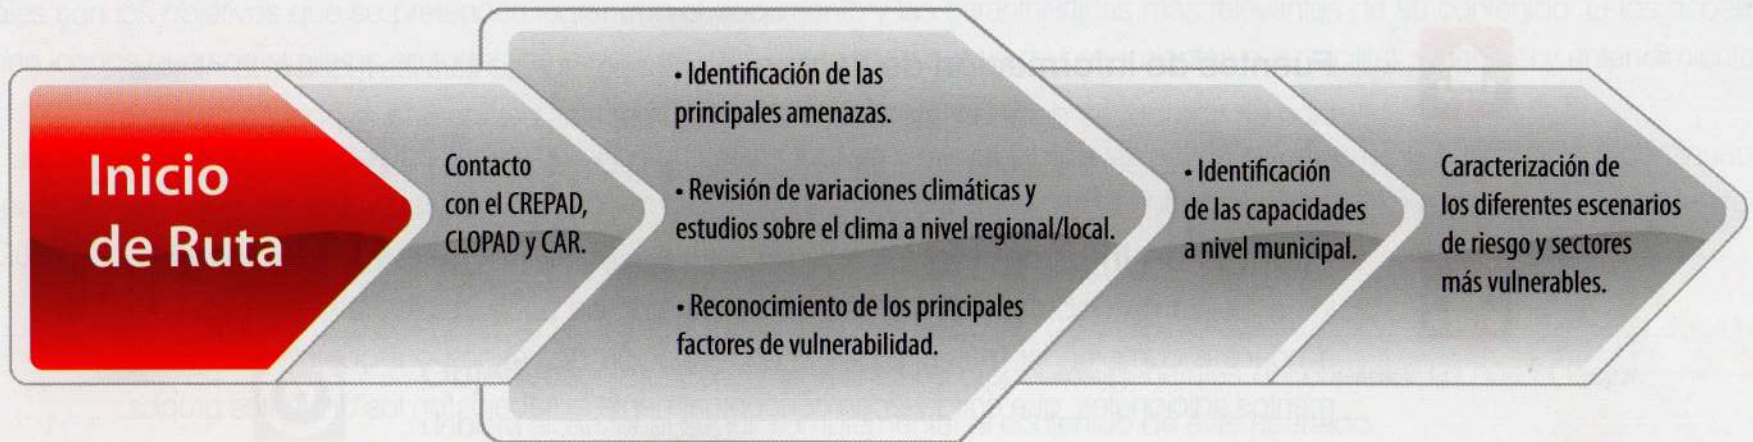 Inicio
de Ruta
Contacto
con el CREPAD,
CLOPAD y CAR.
• Identificación de las
principales amenazas.
• Revisión de variaciones climáticas y
estudios sobre el clima a nivel regional/local.
• Reconocimiento de los principales
factores de vulnerabilidad.
• Identificación
de las capacidades
a nivel municipal.
Caracterización de
los diferentes escenarios
de riesgo y sectores
más vulnerables.